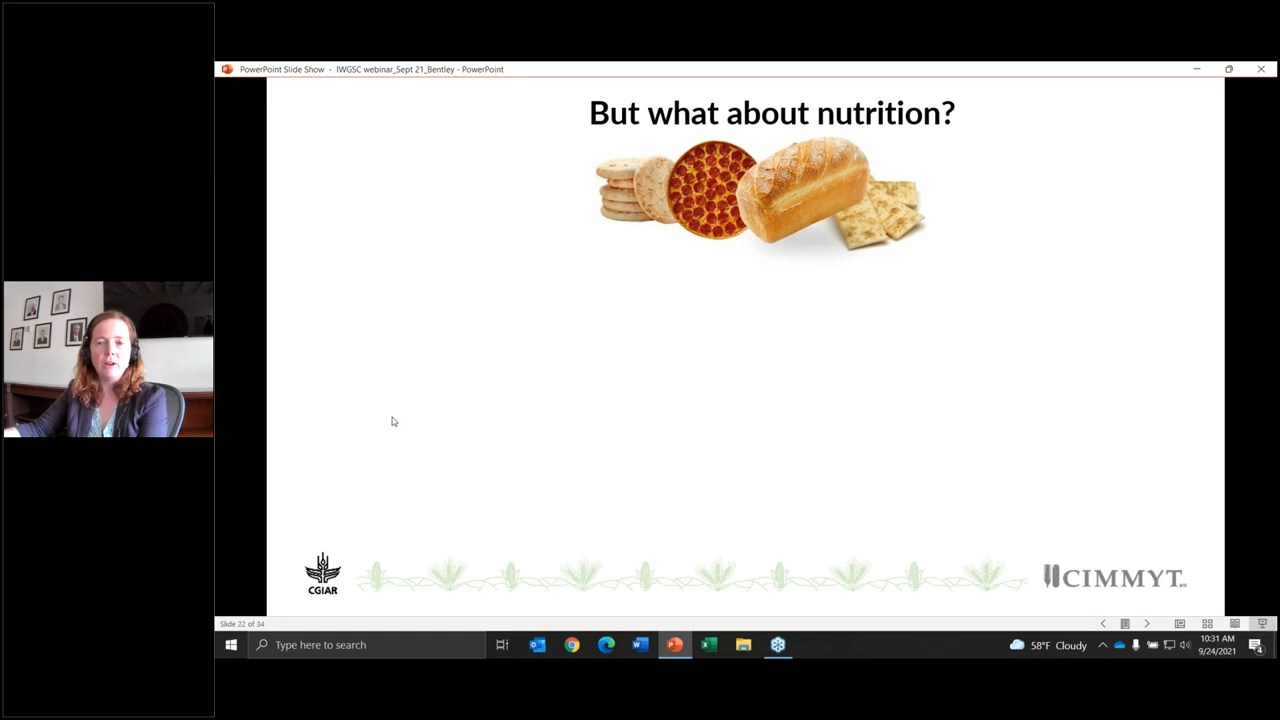 PowerPoint Slide Show - IWGSC webinar_Sept 21_Bentley - PowerPoint
But what about nutrition?
CGIAR
CIMMYT
Slide 22 of 34
Type here to search
58°F Cloudy
10:31 AM
9/24/2021
4